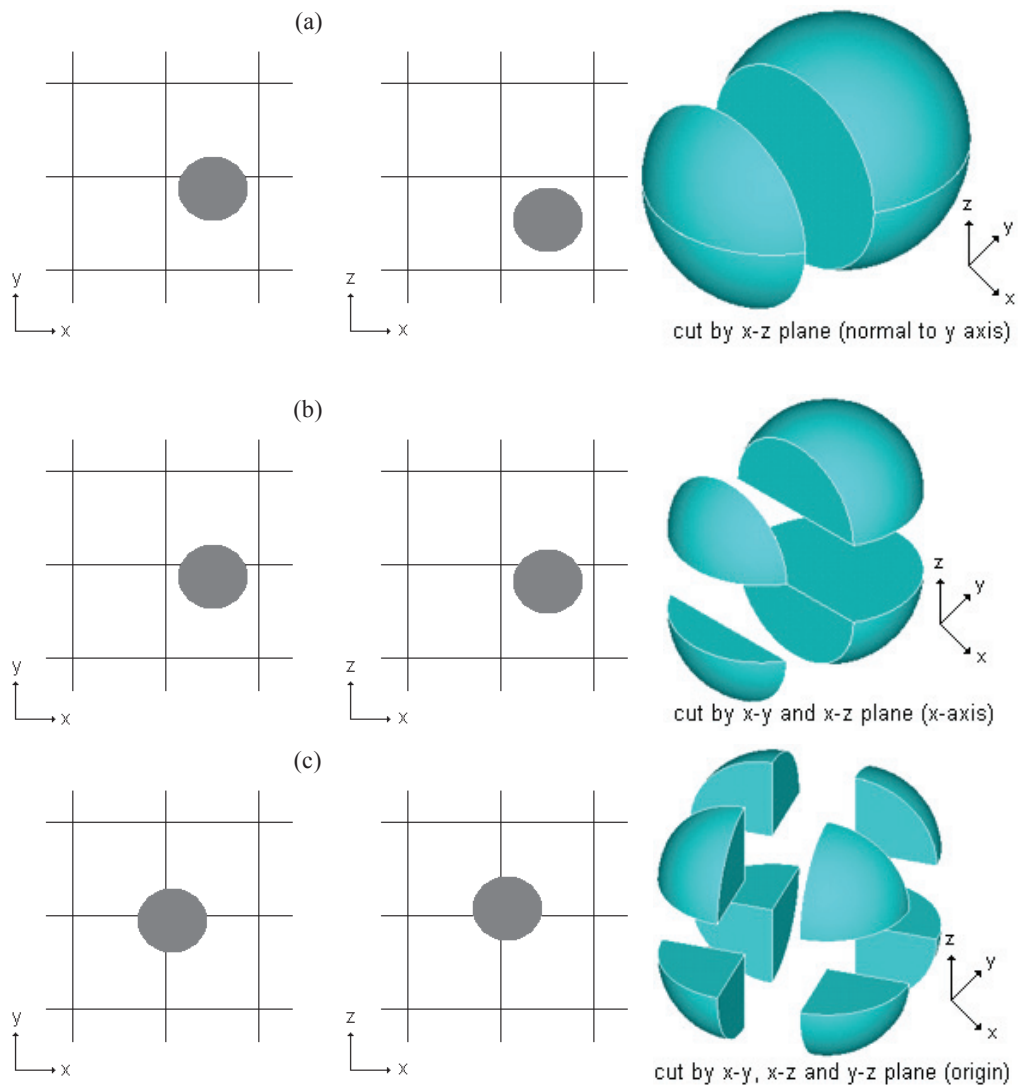 (a)
y
x
z
x
z
y
x
cut by x-z plane (normal to y axis)
(b)
y
x
z
x
z
y
x
cut by x-y and x-z plane (x-axis)
(c)
y
x
z
x
z
y
x
cut by x-y, x-z and y-z plane (origin)